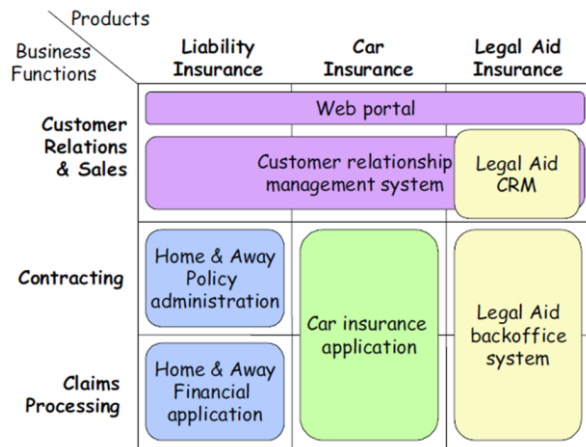 Products
Business
Functions
Liability
Insurance
Car
Insurance
Legal Aid
Insurance
Customer
Relations
& Sales
Web portal
Customer relationship
management system
Legal Aid
CRM
Contracting
Home & Away
Policy
administration
Car insurance
application
Legal Aid
backoffice
system
Claims
Processing
Home & Away
Financial
application